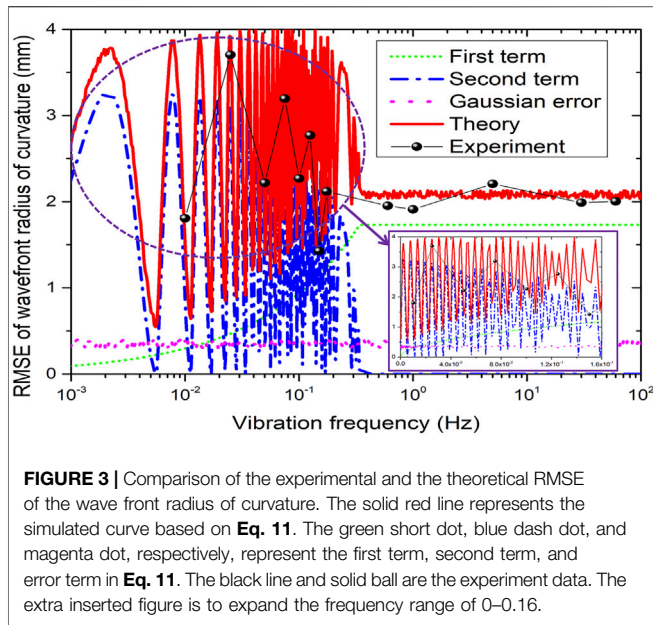 RMSE of wavefront radius of curvature (mm)
4
3
2
1
0
First term
Second term
Gaussian error
Theory
Experiment
4
3
2
1
0
0.0
4.0x10⁻²
8.0x10⁻²
1.2x10⁻¹
1.6x10⁻¹
10⁻³
10⁻²
10⁻¹
10⁰
10¹
10²
Vibration frequency (Hz)
FIGURE 3 | Comparison of the experimental and the theoretical RMSE
of the wave front radius of curvature. The solid red line represents the
simulated curve based on Eq. 11. The green short dot, blue dash dot, and
magenta dot, respectively, represent the first term, second term, and
error term in Eq. 11. The black line and solid ball are the experiment data. The
extra inserted figure is to expand the frequency range of 0–0.16.